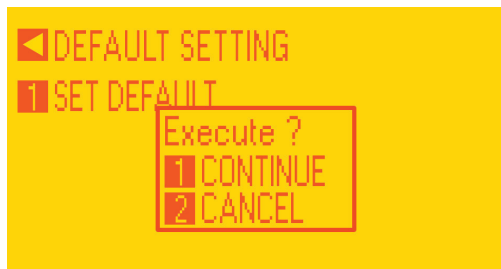 DEFAULT SETTING
1 SET DEFAULT
Execute ?
1 CONTINUE
2 CANCEL